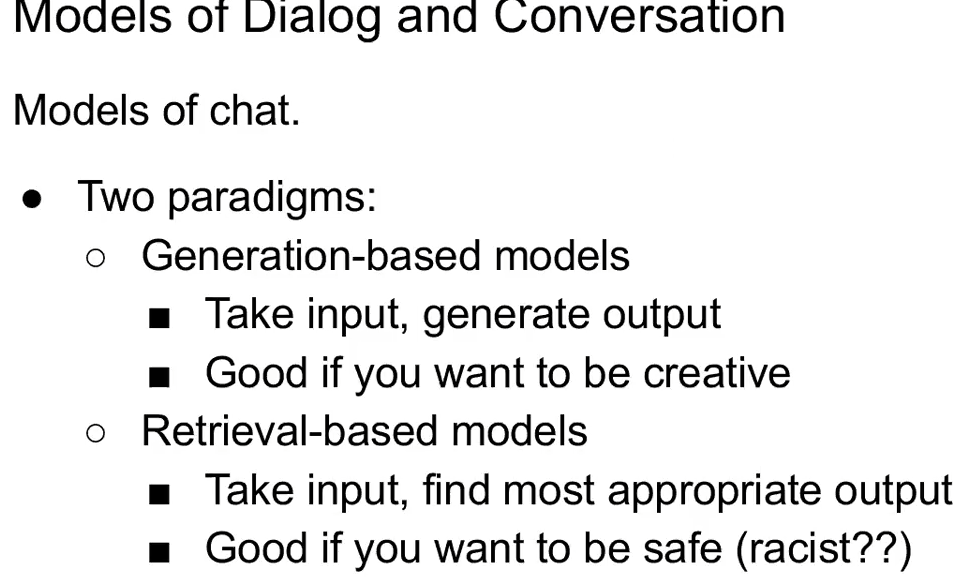 Models of Dialog and Conversation
Models of chat.
● Two paradigms:
○ Generation-based models
■ Take input, generate output
■ Good if you want to be creative
○ Retrieval-based models
■ Take input, find most appropriate output
■ Good if you want to be safe (racist??)